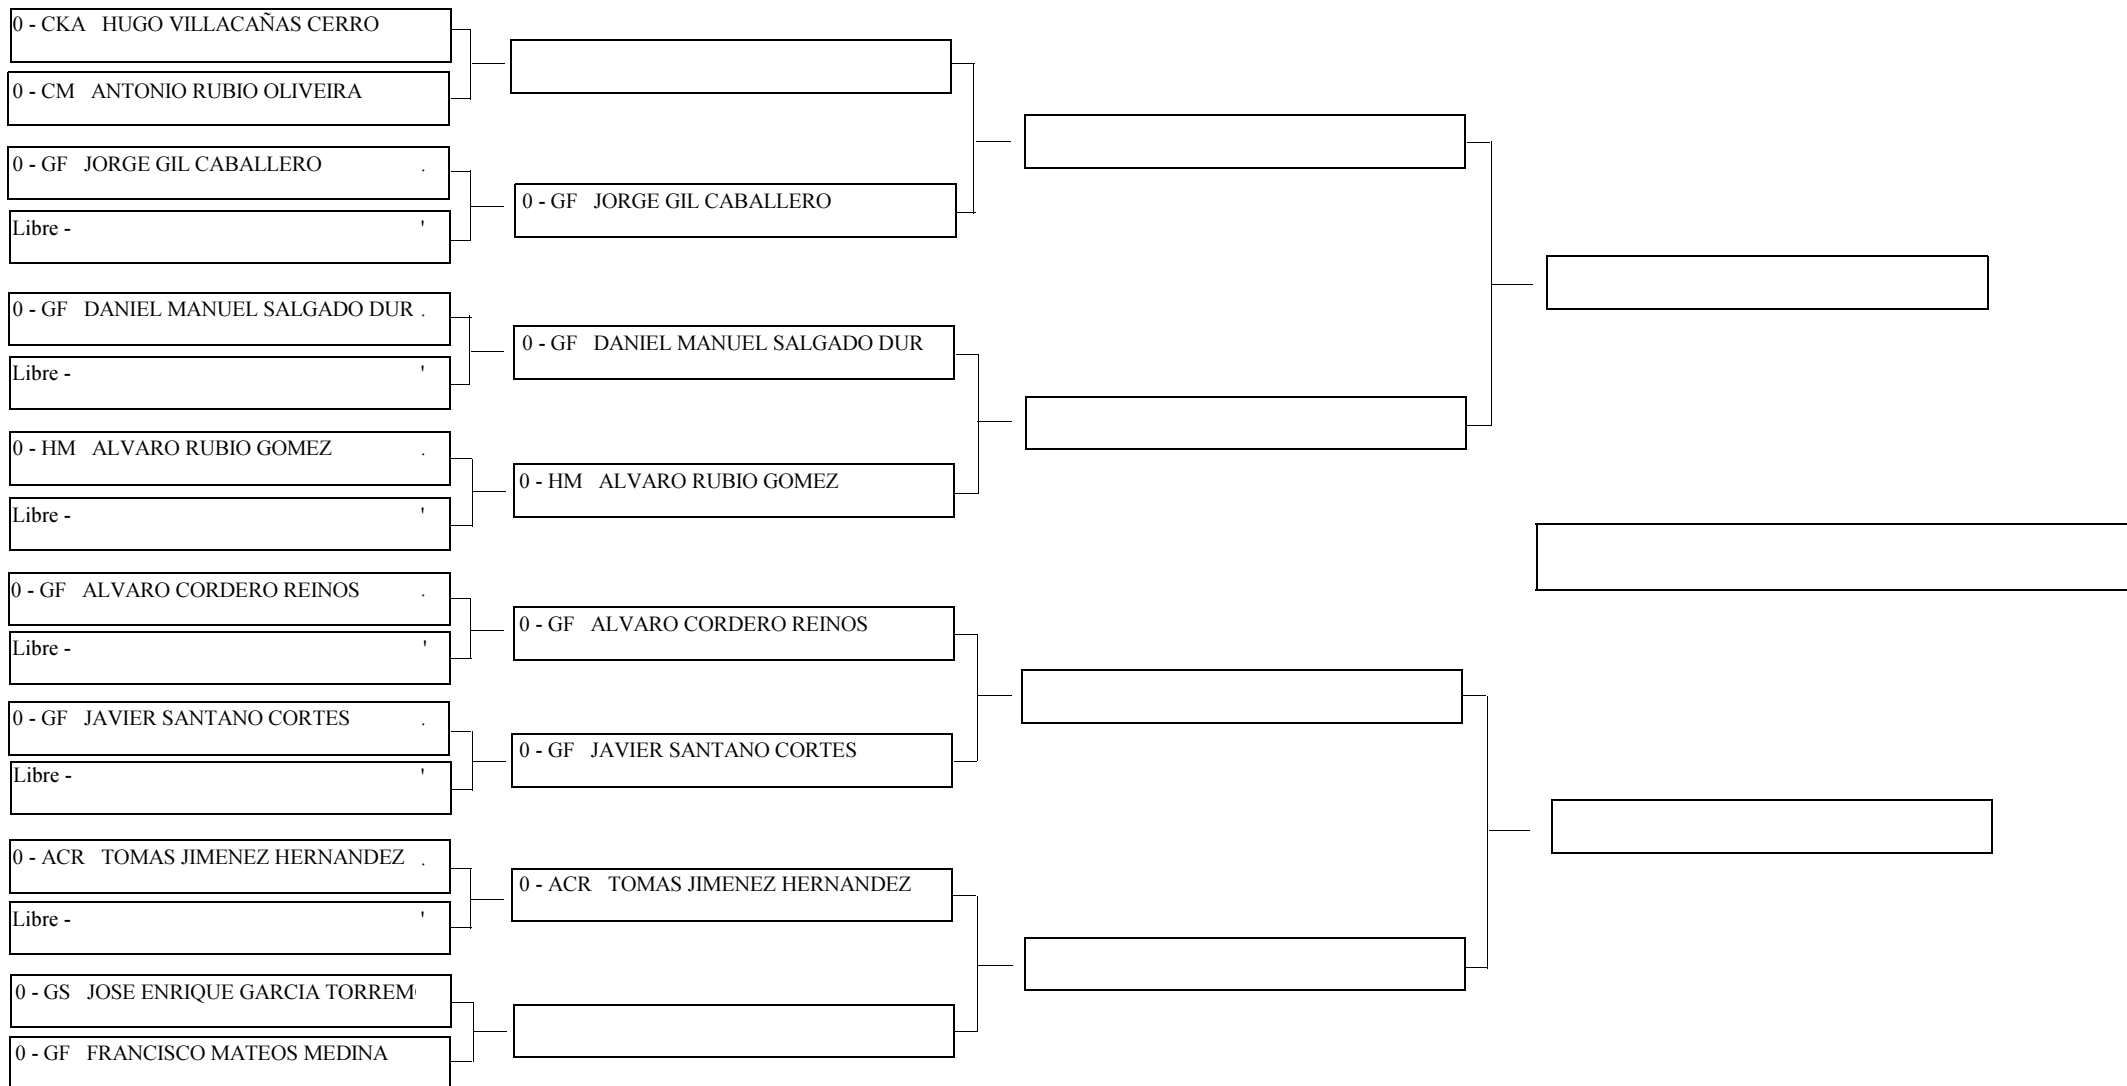 0 - CKA HUGO VILLACAÑAS CERRO
0 - CM ANTONIO RUBIO OLIVEIRA
0 - GF JORGE GIL CABALLERO .
Libre - '
0 - GF DANIEL MANUEL SALGADO DUR .
Libre - '
0 - HM ALVARO RUBIO GOMEZ .
Libre - '
0 - GF ALVARO CORDERO REINOS .
Libre - '
0 - GF JAVIER SANTANO CORTES .
Libre - '
0 - ACR TOMAS JIMENEZ HERNANDEZ .
Libre - '
0 - GS JOSE ENRIQUE GARCIA TORREM
0 - GF FRANCISCO MATEOS MEDINA
0 - GF JORGE GIL CABALLERO
0 - GF DANIEL MANUEL SALGADO DUR
0 - HM ALVARO RUBIO GOMEZ
0 - GF ALVARO CORDERO REINOS
0 - GF JAVIER SANTANO CORTES
0 - ACR TOMAS JIMENEZ HERNANDEZ